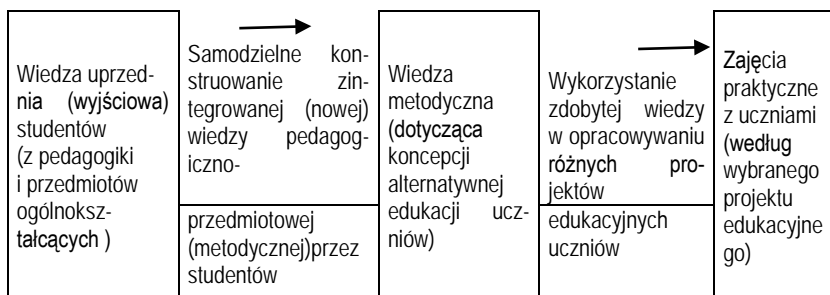 Wiedza uprzed-
nia (wyjściowa)
studentów
(z pedagogiki
i przedmiotów
ogólnoksz-
tałcących )
Samodzielne kon-
struowanie zin-
tegrowanej (nowej)
wiedzy pedagog-
iczno-
przedmiotowej
(metodycznej)przez
studentów
Wiedza
metodyczna
(dotycząca
koncepcji
alternatywnej
edukacji ucz-
niów)
Wykorzystanie
zdobytej wiedzy
w opracowywaniu
różnych pro-
jektów
edukacyjnych
uczniów
Zajęcia
praktyczne
z uczniami
(według
wybranego
projektu
edukacyjne
go)